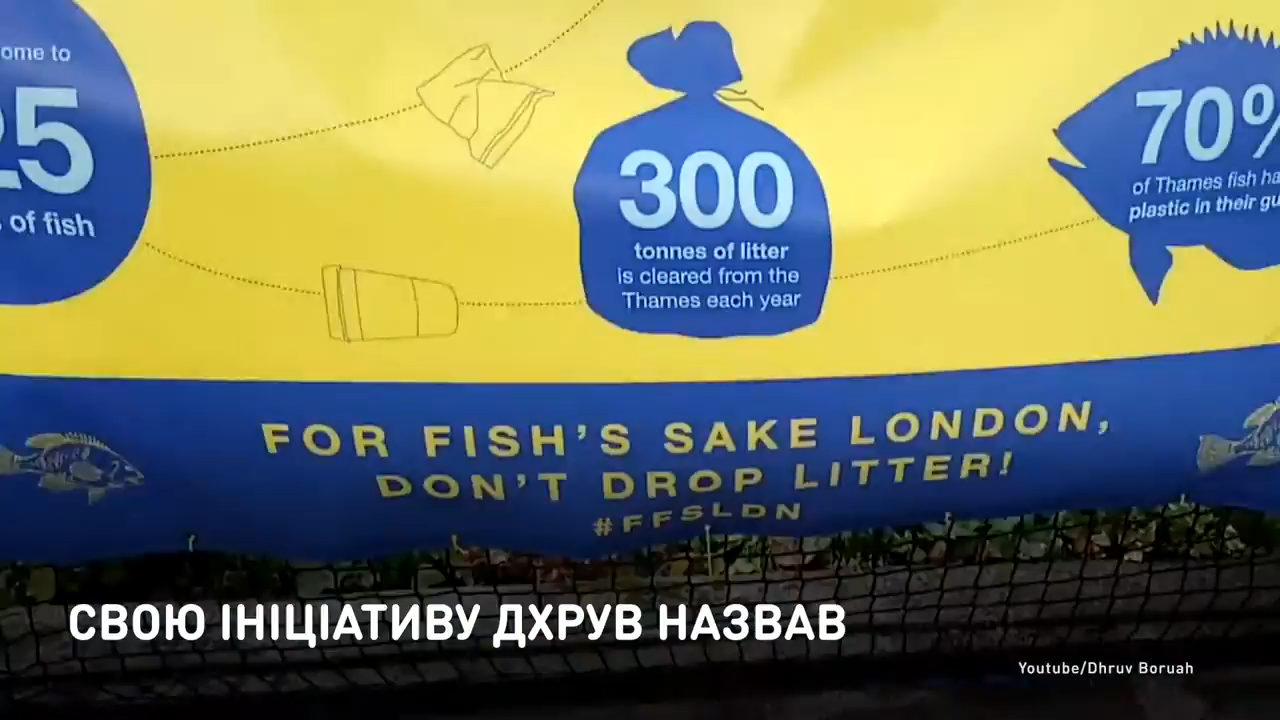 ome to
25
of fish
300
tonnes of litter
is cleared from the
Thames each year
70%
of Thames fish ha
plastic in their gu
FOR FISH'S SAKE LONDON,
DON'T DROP LITTER!
#FFSLDN
СВОЮ ІНІЦІАТИВУ ДХРУВ НАЗВАВ
Youtube/Dhruv Boruah